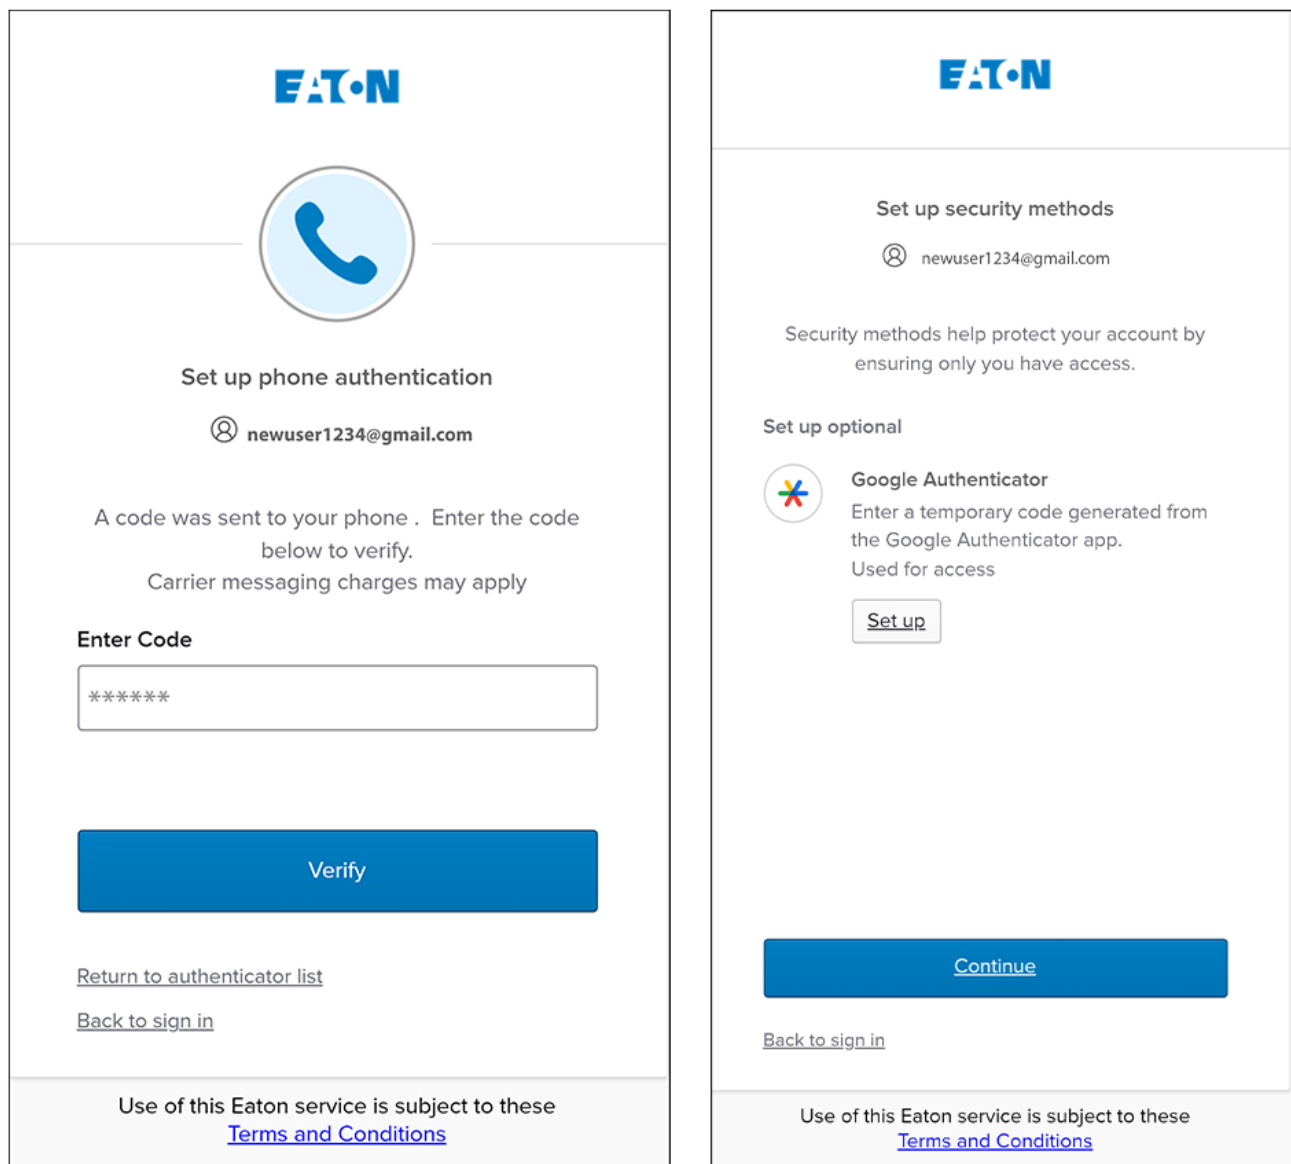 EATON
Set up phone authentication
newuser1234@gmail.com
A code was sent to your phone .  Enter the code
below to verify.
Carrier messaging charges may apply
Enter Code
******
Verify
Return to authenticator list
Back to sign in
Use of this Eaton service is subject to these
Terms and Conditions
EATON
Set up security methods
newuser1234@gmail.com
Security methods help protect your account by
ensuring only you have access.
Set up optional
Google Authenticator
Enter a temporary code generated from
the Google Authenticator app.
Used for access
Set up
Continue
Back to sign in
Use of this Eaton service is subject to these
Terms and Conditions